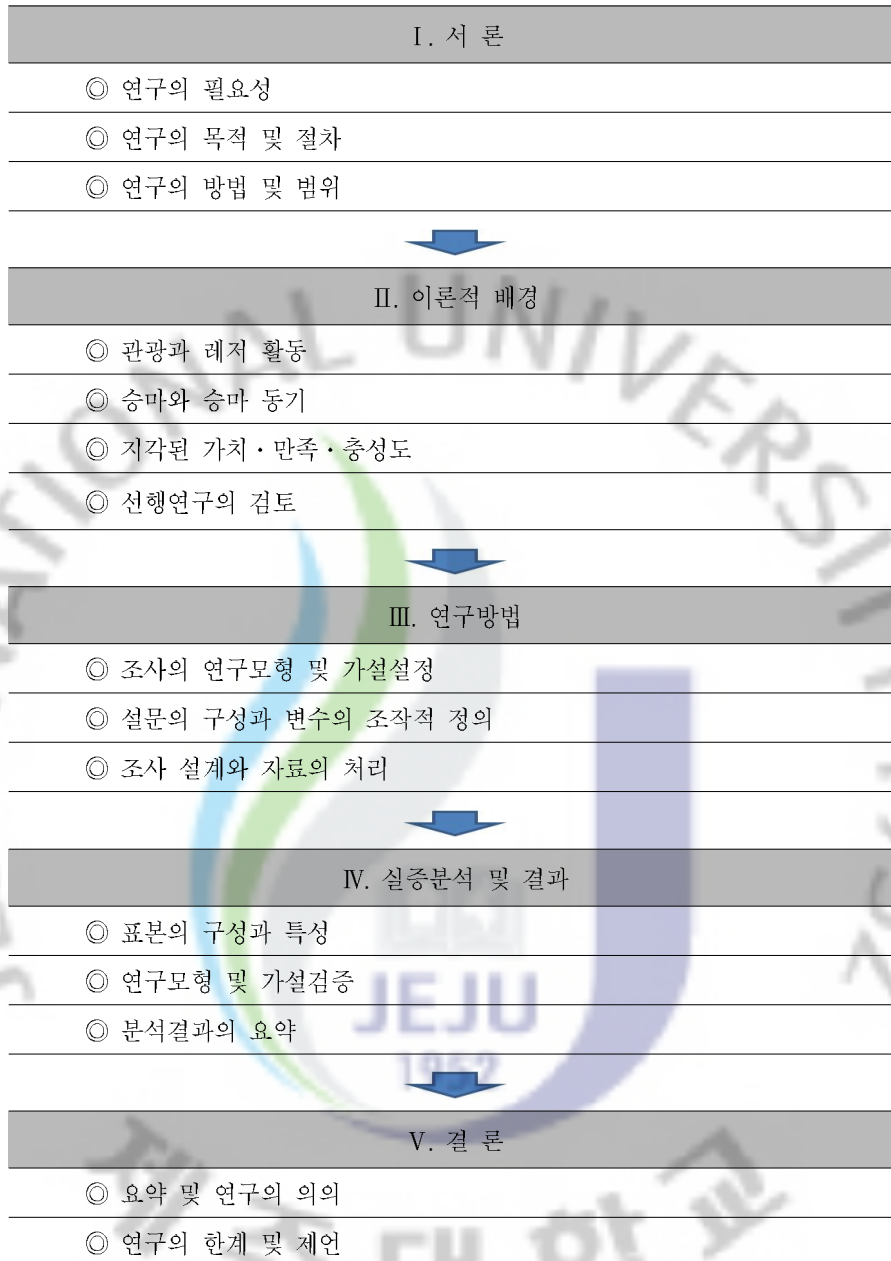 Ⅰ. 서 론
◎ 연구의 필요성
◎ 연구의 목적 및 절차
◎ 연구의 방법 및 범위
Ⅱ. 이론적 배경
◎ 관광과 레저 활동
◎ 승마와 승마 동기
◎ 지각된 가치·만족·충성도
◎ 선행연구의 검토
Ⅲ. 연구방법
◎ 조사의 연구모형 및 가설설정
◎ 설문의 구성과 변수의 조작적 정의
◎ 조사 설계와 자료의 처리
Ⅳ. 실증분석 및 결과
◎ 표본의 구성과 특성
◎ 연구모형 및 가설검증
◎ 분석결과의 요약
JEJU
1952
Ⅴ. 결 론
◎ 요약 및 연구의 의의
◎ 연구의 한계 및 제언